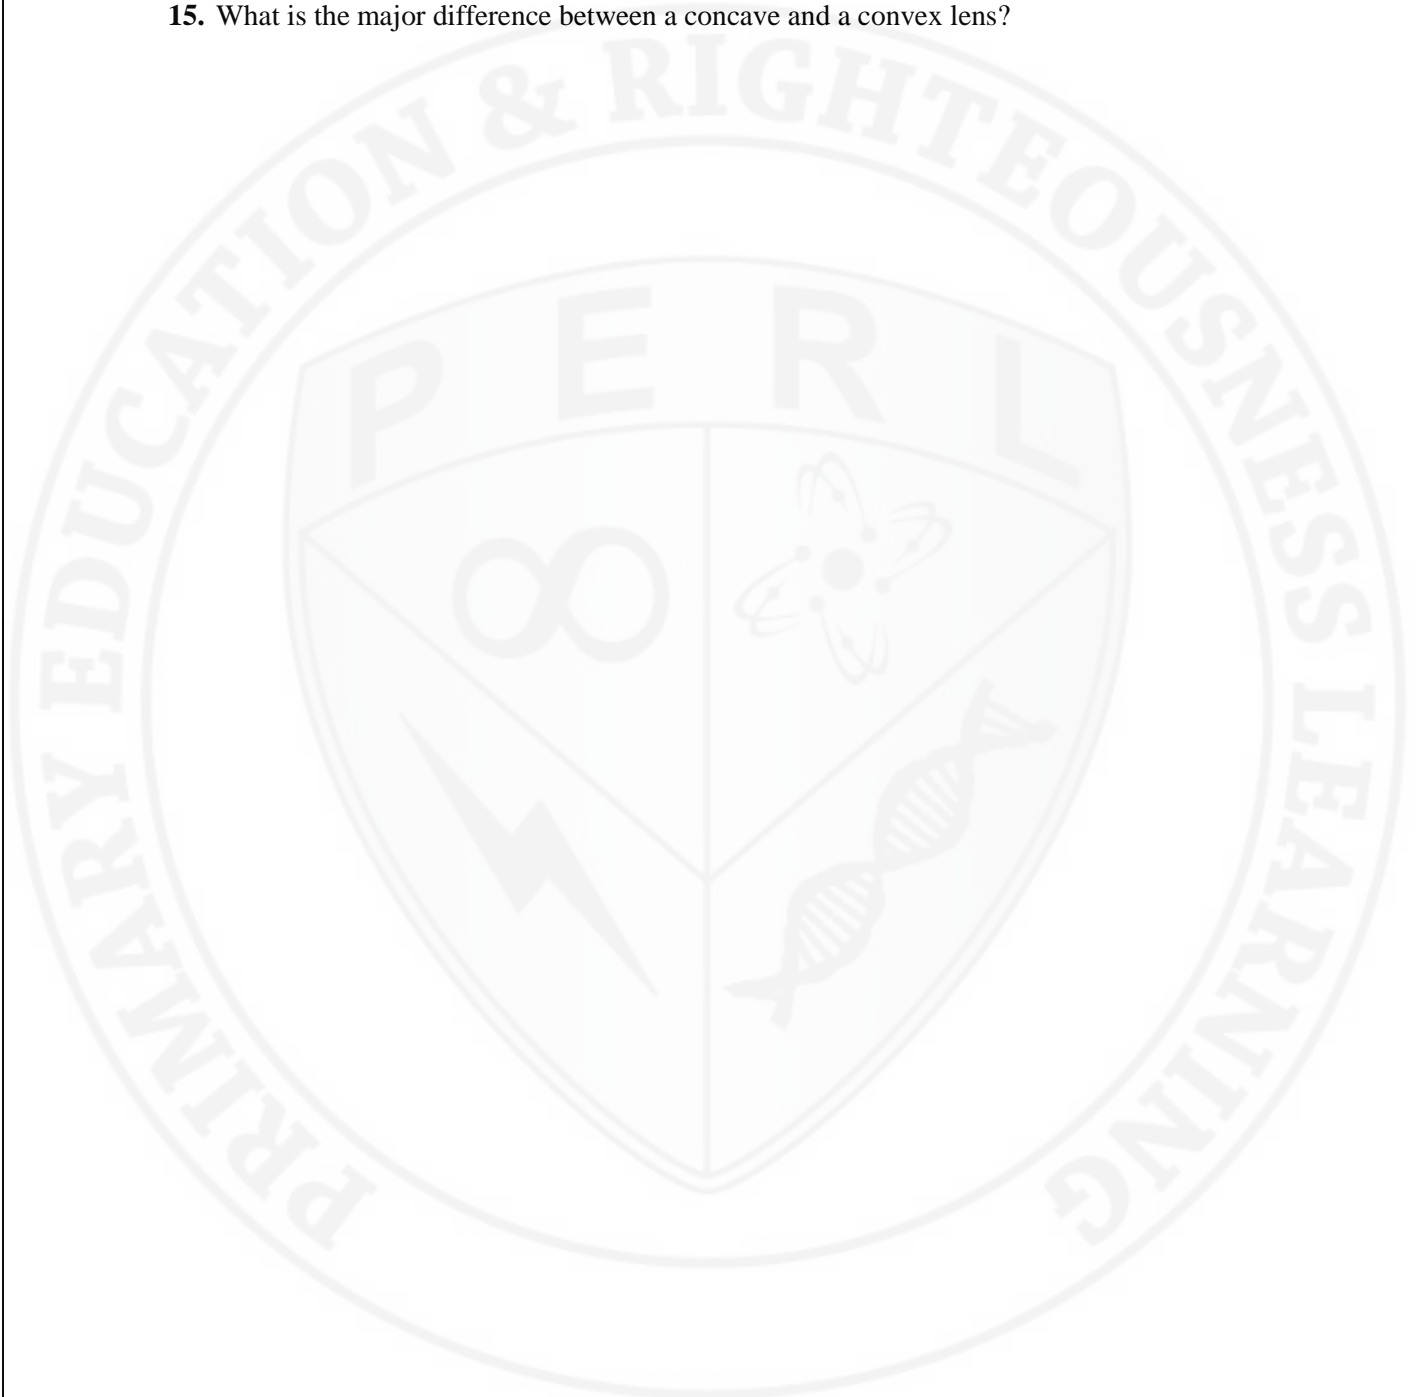 15. What is the major difference between a concave and a convex lens?
PRIMARY EDUCATION & RIGHTEOUSNESS LEARNING
P E R L